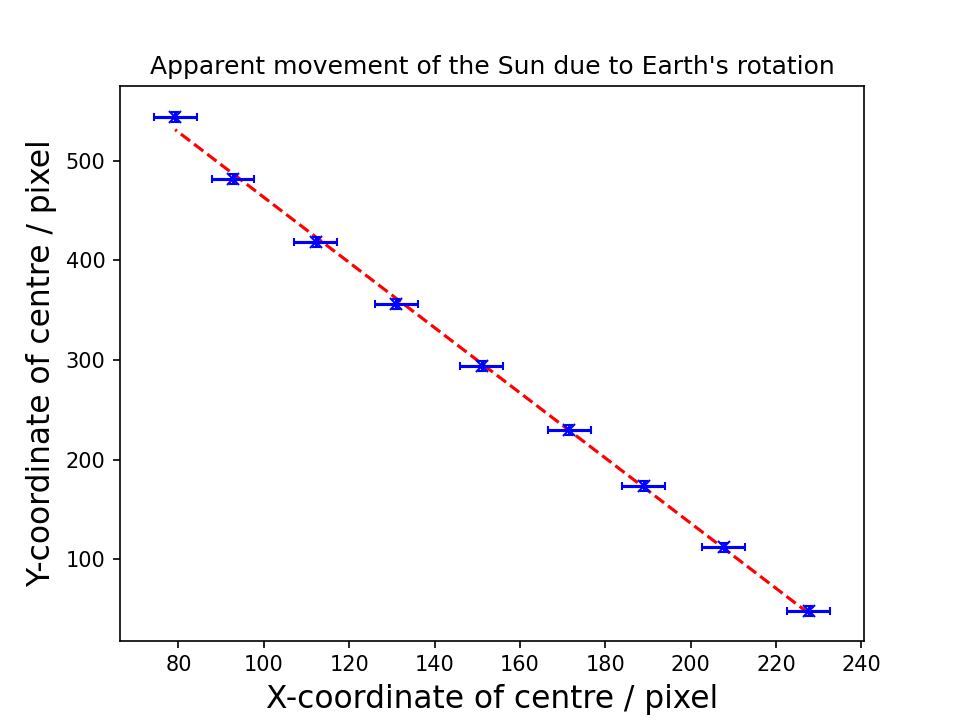 Apparent movement of the Sun due to Earth's rotation
Y-coordinate of centre / pixel
500
400
300
200
100
80 100 120 140 160 180 200 220 240
X-coordinate of centre / pixel